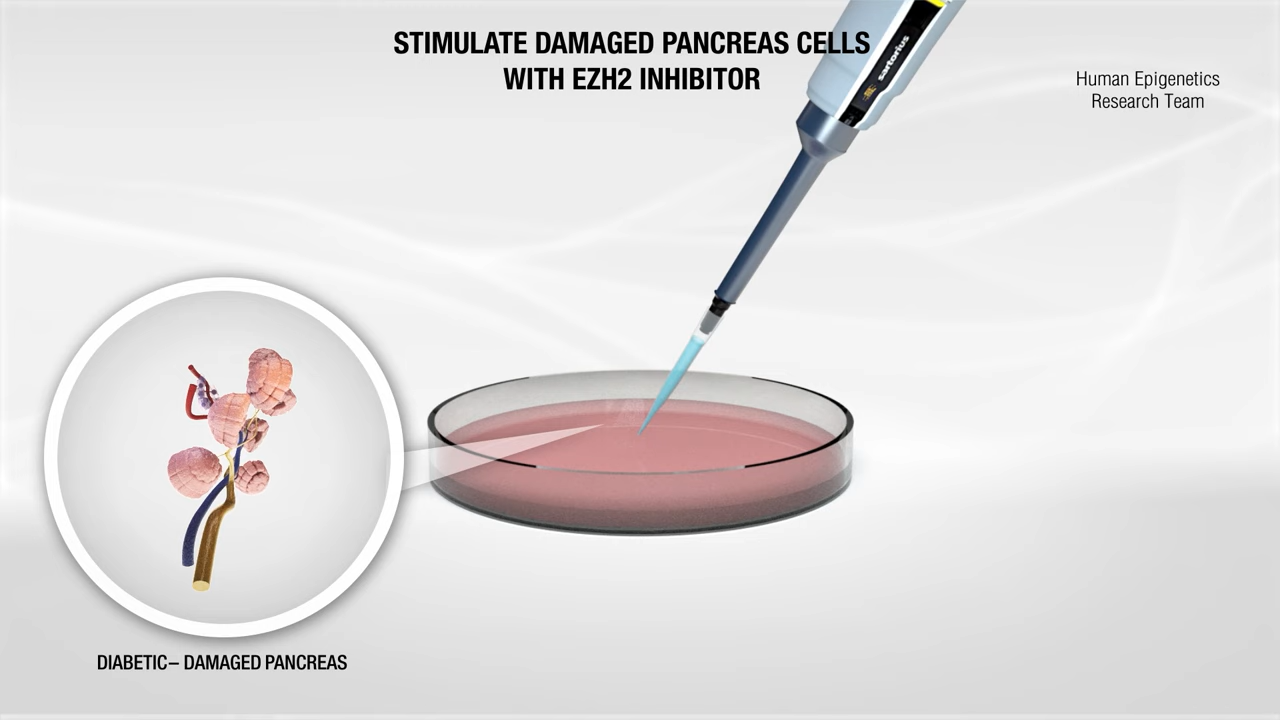 STIMULATE DAMAGED PANCREAS CELLS
WITH EZH2 INHIBITOR
sartorius
Human Epigenetics
Research Team
DIABETIC– DAMAGED PANCREAS